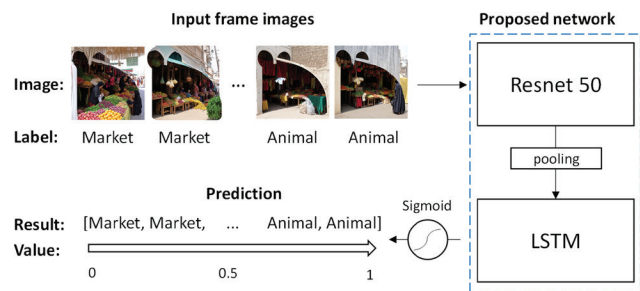 Input frame images
Proposed network
Image:
...
Resnet 50
Label: Market Market Animal Animal
pooling
Prediction
Sigmoid
LSTM
Result: [Market, Market, ... Animal, Animal]
Value:
0 0.5 1